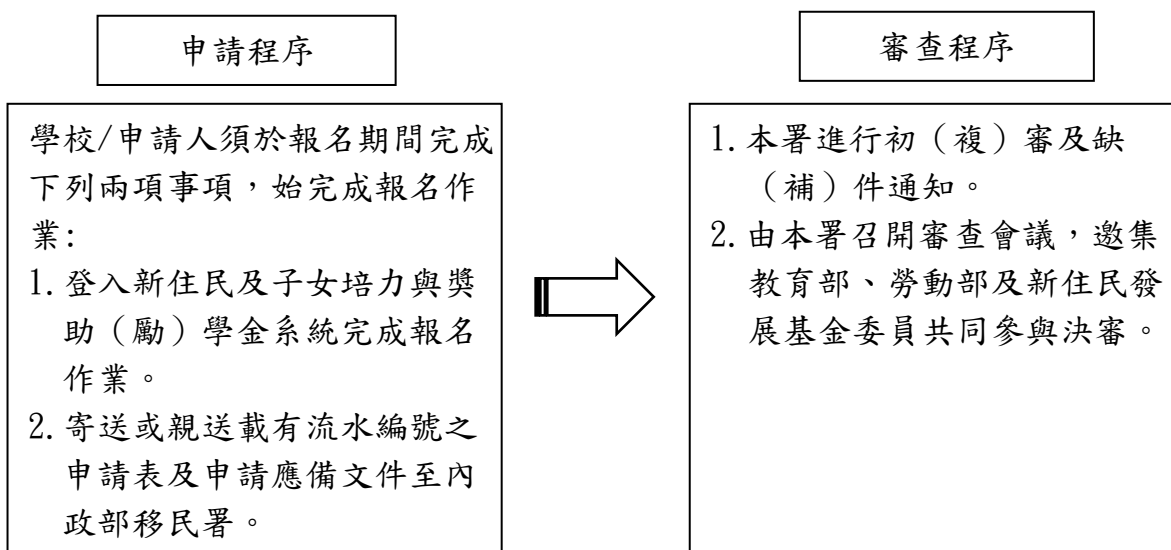 申請程序
學校/申請人須於報名期間完成
下列兩項事項，始完成報名作
業:
1.登入新住民及子女培力與獎
助（勵）學金系統完成報名
作業。
2.寄送或親送載有流水編號之
申請表及申請應備文件至內
政部移民署。
審查程序
1.本署進行初（複）審及缺
（補）件通知。
2.由本署召開審查會議，邀集
教育部、勞動部及新住民發
展基金委員共同參與決審。